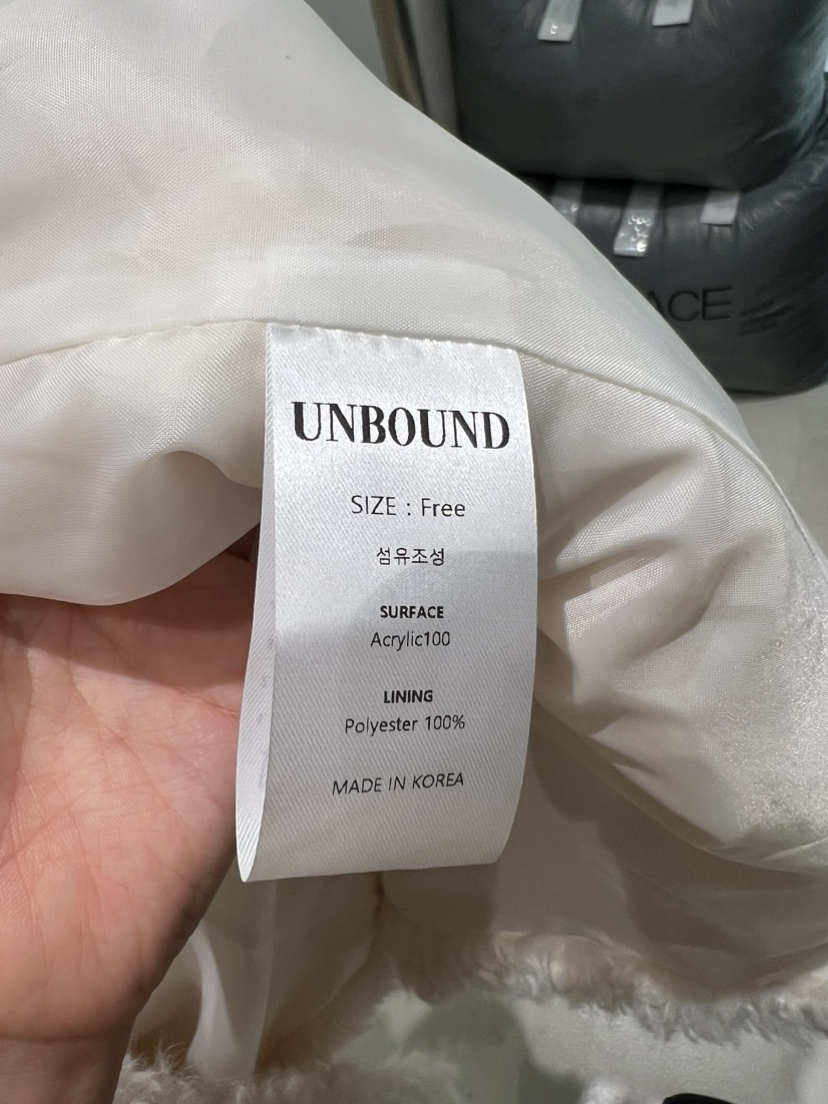 UNBOUND
SIZE : Free
섬유조성
SURFACE
Acrylic100
LINING
Polyester 100%
MADE IN KOREA
ACE